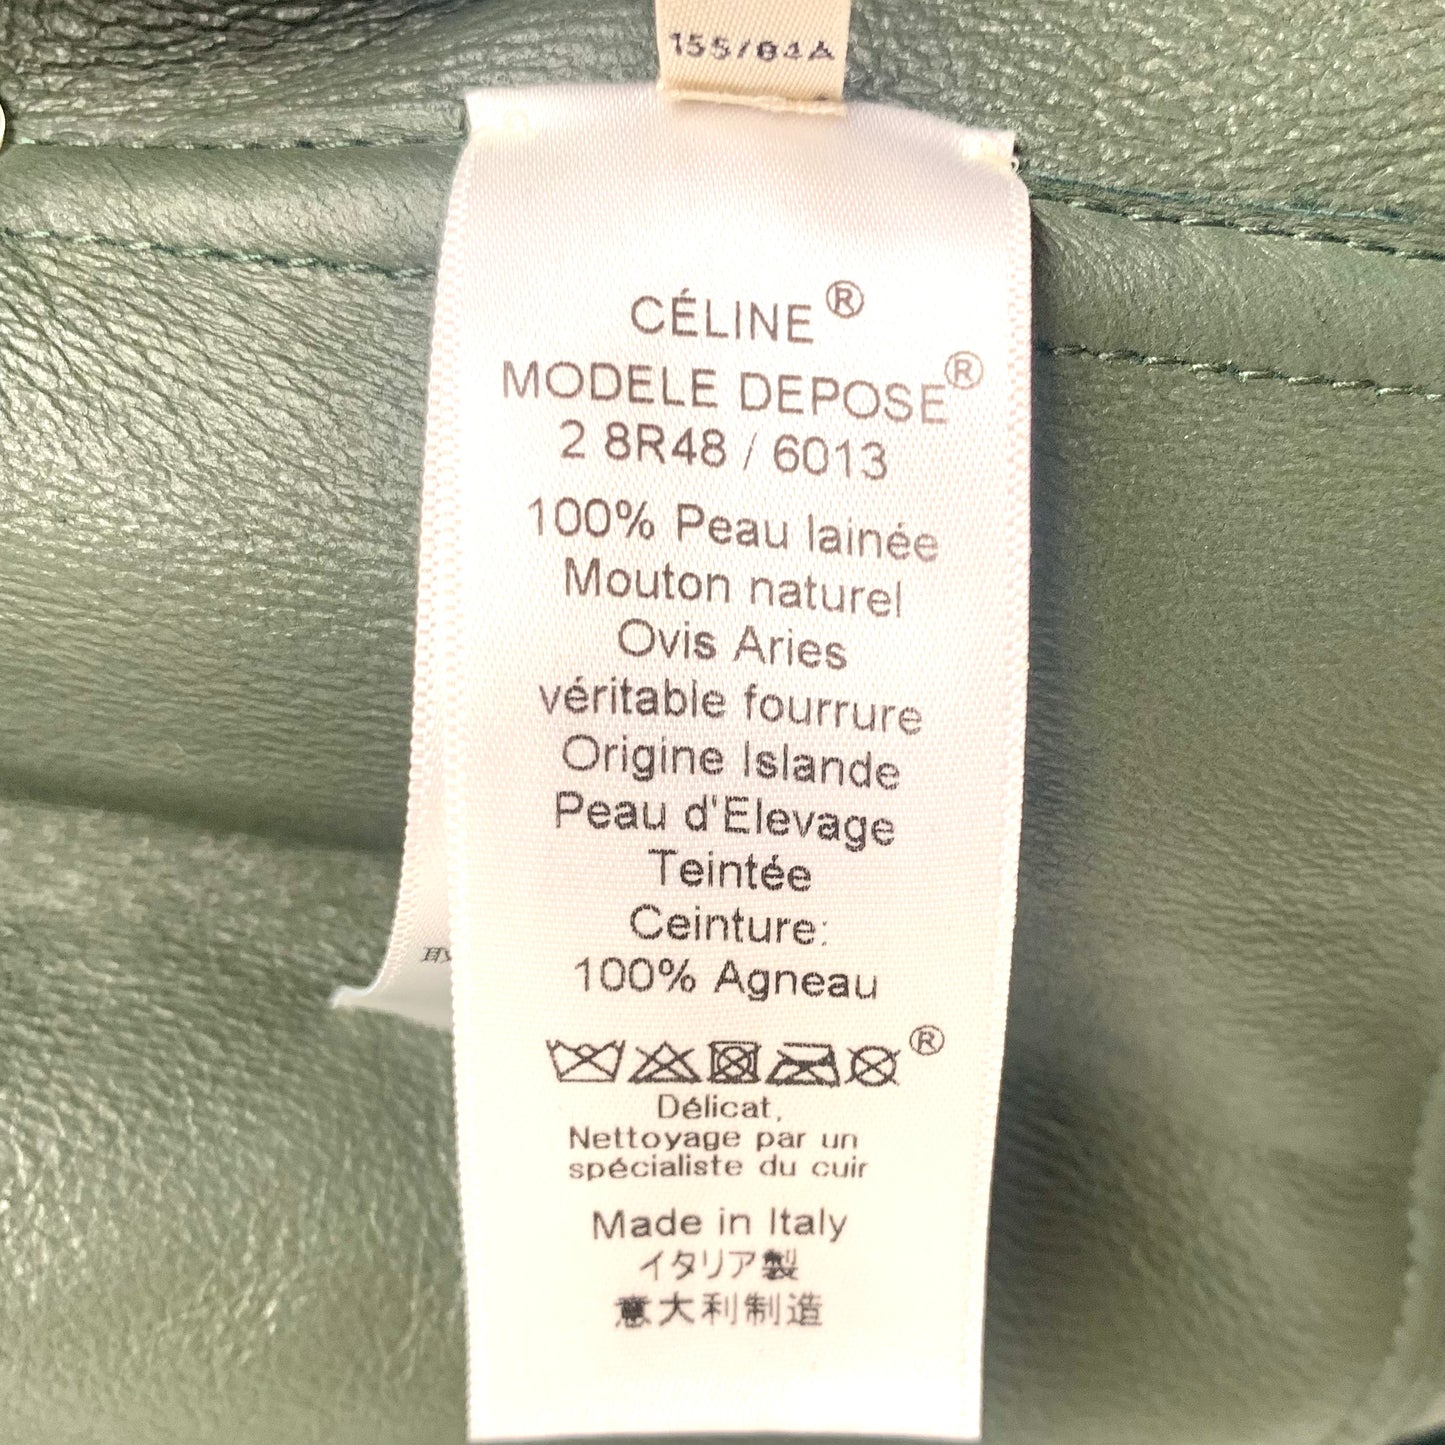 155/84A
CÉLINE®
MODELE DEPOSE®
2 8R48 / 6013
100% Peau lainée
Mouton naturel
Ovis Aries
véritable fourrure
Origine Islande
Peau d'Elevage
Teintée
Ceinture:
100% Agneau
®
Délicat,
Nettoyage par un
spécialiste du cuir
Made in Italy
イタリア製
意大利制造